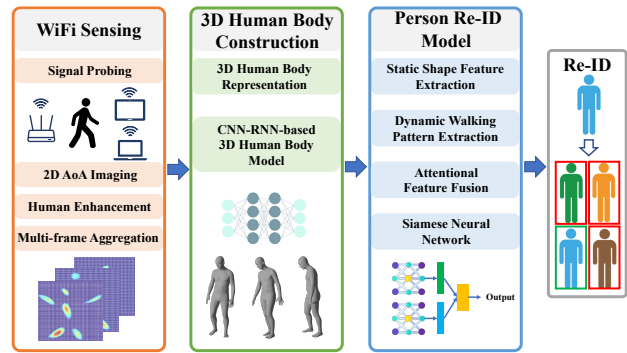 WiFi Sensing
Signal Probing
2D AoA Imaging
Human Enhancement
Multi-frame Aggregation
3D Human Body
Construction
3D Human Body
Representation
CNN-RNN-based
3D Human Body
Model
Person Re-ID
Model
Static Shape Feature
Extraction
Dynamic Walking
Pattern Extraction
Attentional
Feature Fusion
Siamese Neural
Network
Output
Re-ID